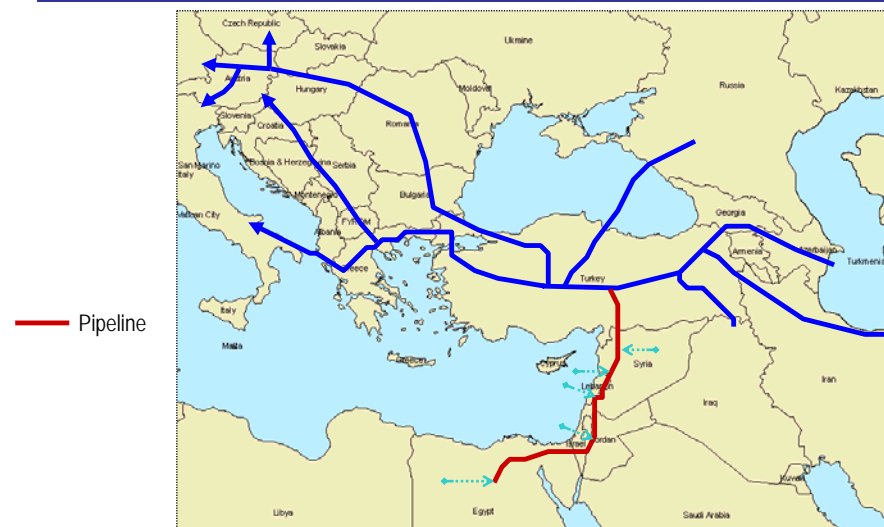 Czech Republic
Ukraine
Slovakia
Austria
Hungary
Moldova
Russia
Kazakhstan
Slovenia
Croatia
Romania
San Marino
Italy
Bosnia & Herzegovina
Serbia
Montenegro
Bulgaria
Vatican City
FYROM
Albania
Georgia
Armenia
Azerbaijan
Turkmeni
Greece
Turkey
Italy
Pipeline
Malta
Greece
Cyprus
Syria
Lebanon
Iran
Iraq
Israel
Jordan
Kuwait
Libya
Egypt
Saudi Arabia